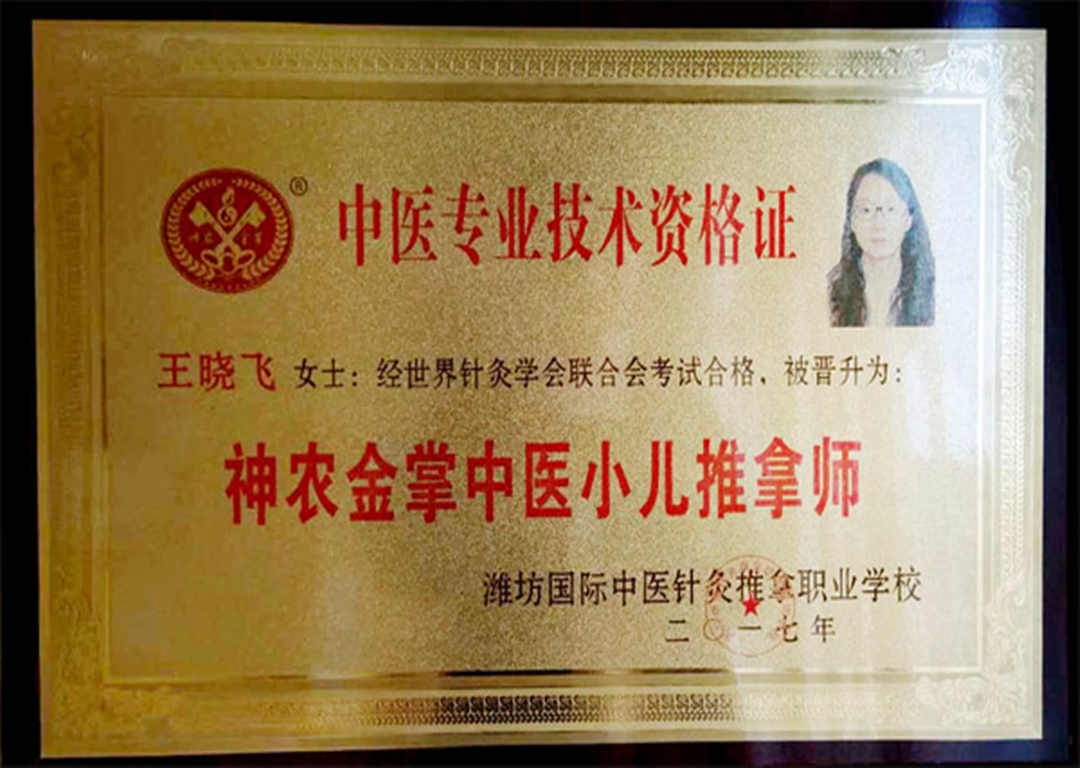 ®
中医专业技术资格证
王晓飞 女士：经世界针灸学会联合会考试合格，被晋升为：
神农金掌中医小儿推拿师
潍坊国际中医针灸推拿职业学校
二〇一七年